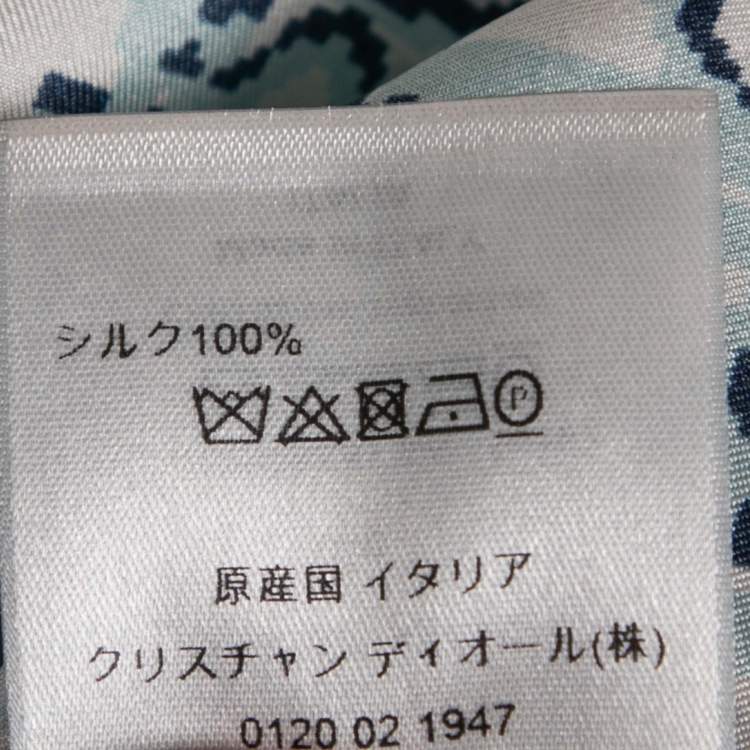 シルク100%
P
原産国 イタリア
クリスチャン ディオール(株)
0120 02 1947